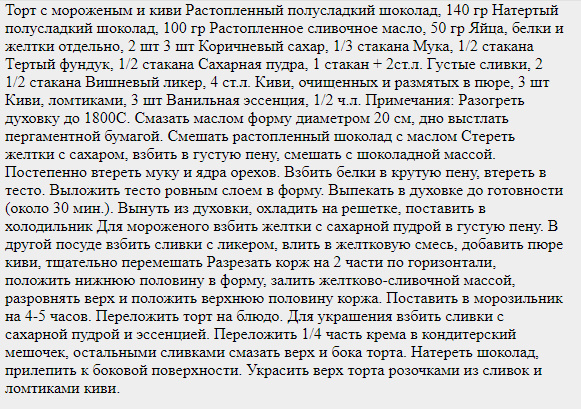 Торт с мороженым и киви Растопленный полусладкий шоколад, 140 гр Натертый
полусладкий шоколад, 100 гр Растопленное сливочное масло, 50 гр Яйца, белки и
желтки отдельно, 2 шт 3 шт Коричневый сахар, 1/3 стакана Мука, 1/2 стакана
Тертый фундук, 1/2 стакана Сахарная пудра, 1 стакан + 2ст.л. Густые сливки, 2
1/2 стакана Вишневый ликер, 4 ст.л. Киви, очищенных и размятых в пюре, 3 шт
Киви, ломтиками, 3 шт Ванильная эссенция, 1/2 ч.л. Примечания: Разогреть
духовку до 1800С. Смазать маслом форму диаметром 20 см, дно выстлать
пергаментной бумагой. Смешать растопленный шоколад с маслом Стереть
желтки с сахаром, взбить в густую пену, смешать с шоколадной массой.
Постепенно втереть муку и ядра орехов. Взбить белки в крутую пену, втереть в
тесто. Выложить тесто ровным слоем в форму. Выпекать в духовке до готовности
(около 30 мин.). Вынуть из духовки, охладить на решетке, поставить в
холодильник Для мороженого взбить желтки с сахарной пудрой в густую пену. В
другой посуде взбить сливки с ликером, влить в желтковую смесь, добавить пюре
киви, тщательно перемешать Разрезать корж на 2 части по горизонтали,
положить нижнюю половину в форму, залить желтково-сливочной массой,
разровнять верх и положить верхнюю половину коржа. Поставить в морозильник
на 4-5 часов. Переложить торт на блюдо. Для украшения взбить сливки с
сахарной пудрой и эссенцией. Переложить 1/4 часть крема в кондитерский
мешочек, остальными сливками смазать верх и бока торта. Натереть шоколад,
прилепить к боковой поверхности. Украсить верх торта розочками из сливок и
ломтиками киви.